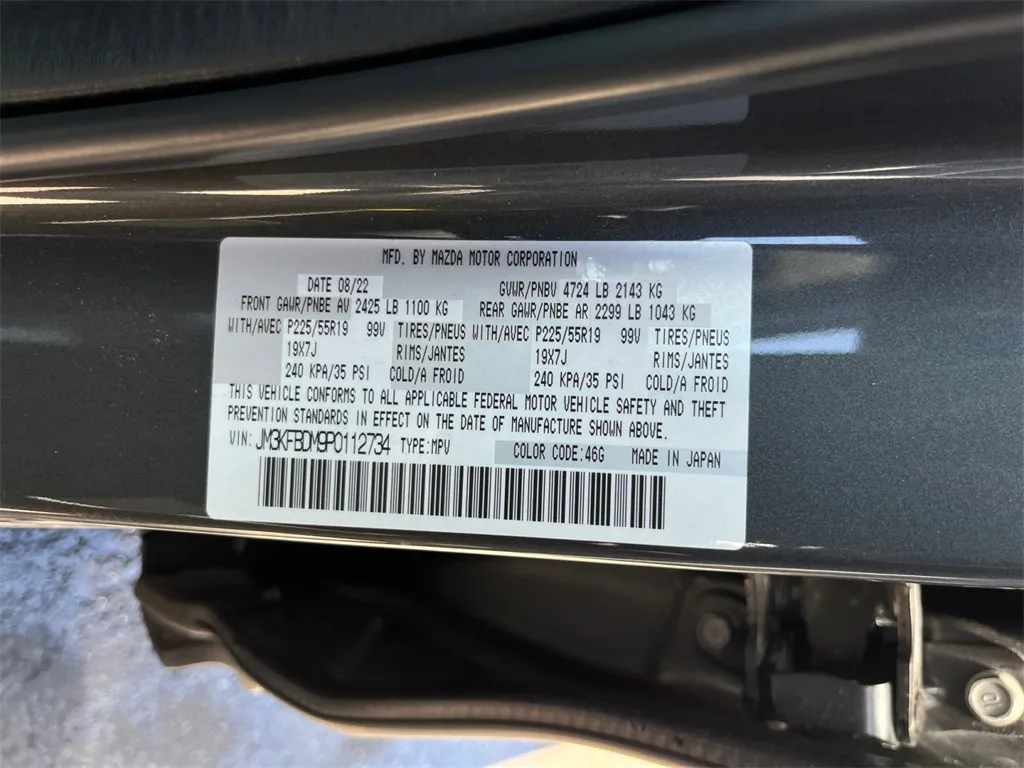 MFD. BY MAZDA MOTOR CORPORATION
DATE 08/22 GVWR/PNBV 4724 LB 2143 KG
FRONT GAWR/PNBE AV 2425 LB 1100 KG REAR GAWR/PNBE AR 2299 LB 1043 KG
WITH/AVEC P225/55R19 99V TIRES/PNEUS WITH/AVEC P225/55R19 99V TIRES/PNEUS
19X7J RIMS/JANTES 19X7J RIMS/JANTES
240 KPA/35 PSI COLD/A FROID 240 KPA/35 PSI COLD/A FROID
THIS VEHICLE CONFORMS TO ALL APPLICABLE FEDERAL MOTOR VEHICLE SAFETY AND THEFT
PREVENTION STANDARDS IN EFFECT ON THE DATE OF MANUFACTURE SHOWN ABOVE.
VIN: JM3KFBDM9P0112734 TYPE:MPV COLOR CODE:46G MADE IN JAPAN